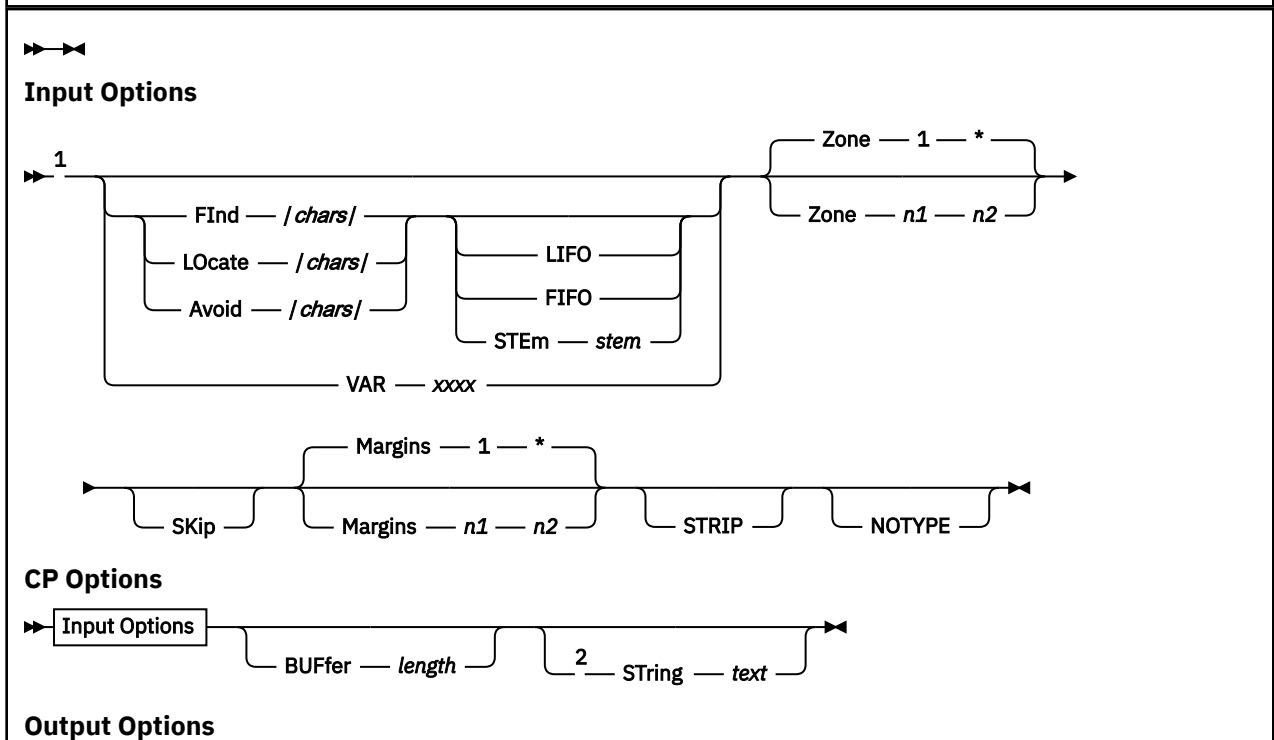 Input Options
1
Zone 1 *
FInd /chars/
Zone n1 n2
LOcate /chars/
LIFO
Avoid /chars/
FIFO
STEm stem
VAR xxxx
Margins 1 *
SKip
Margins n1 n2
STRIP
NOTYPE
CP Options
Input Options
BUFfer length
2
STring text
Output Options